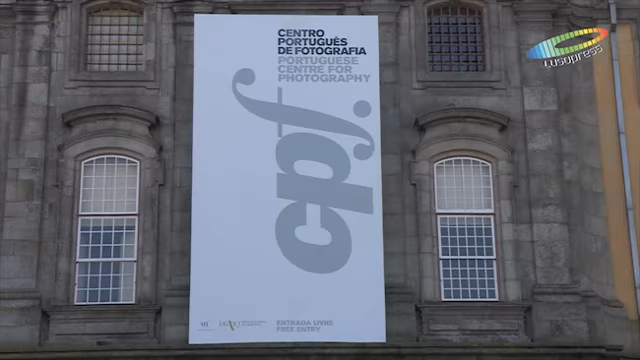 CENTRO
PORTUGUÊS
DE FOTOGRAFIA
PORTUGUESE
CENTRE FOR
PHOTOGRAPHY
cpf.
ENTRADA LIVRE
FREE ENTRY
Lusopress